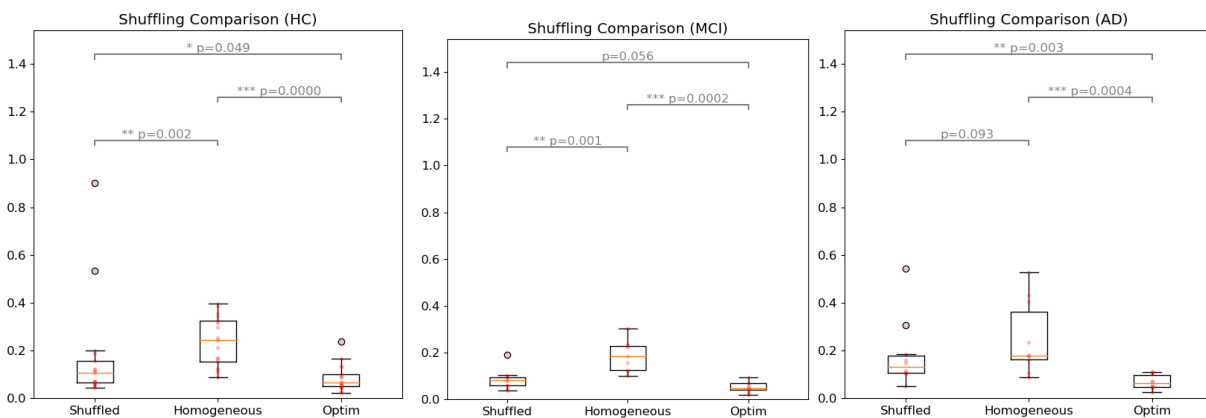 Shuffling Comparison (HC)
* p=0.049
*** p=0.0000
** p=0.002
1.4
1.2
1.0
0.8
0.6
0.4
0.2
0.0
Shuffled Homogeneous Optim
Shuffling Comparison (MCI)
p=0.056
*** p=0.0002
** p=0.001
1.4
1.2
1.0
0.8
0.6
0.4
0.2
0.0
Shuffled Homogeneous Optim
Shuffling Comparison (AD)
** p=0.003
*** p=0.0004
p=0.093
1.4
1.2
1.0
0.8
0.6
0.4
0.2
0.0
Shuffled Homogeneous Optim